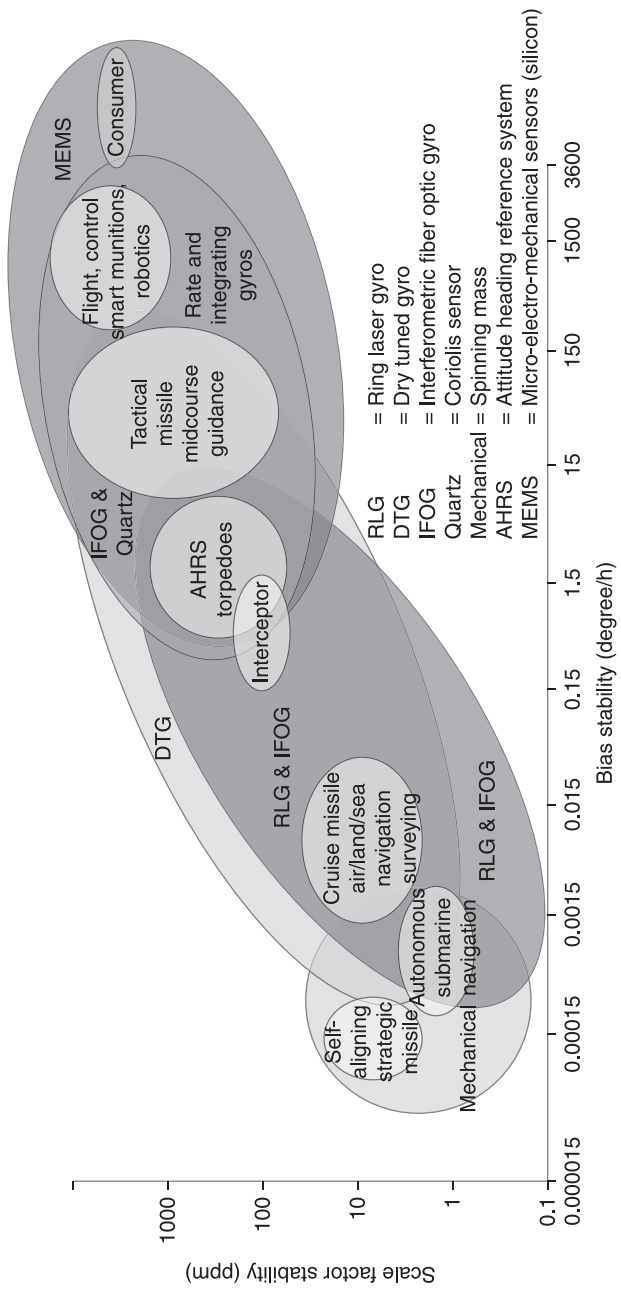 Scale factor stability (ppm)
1000
100
10
1
0.1
0.000015
0.00015
0.0015
0.015
0.15
1.5
15
150
1500
3600
Bias stability (degree/h)
MEMS
Consumer
Flight, control
smart munitions,
robotics
Rate and
integrating
gyros
Tactical
missile
midcourse
guidance
IFOG &
Quartz
AHRS
torpedoes
Interceptor
DTG
RLG & IFOG
Cruise missile
air/land/sea
navigation
surveying
RLG & IFOG
Self-
aligning
strategic
missile
Autonomous
submarine
navigation
Mechanical
RLG = Ring laser gyro
DTG = Dry tuned gyro
IFOG = Interferometric fiber optic gyro
Quartz = Coriolis sensor
Mechanical = Spinning mass
AHRS = Attitude heading reference system
MEMS = Micro-electro-mechanical sensors (silicon)